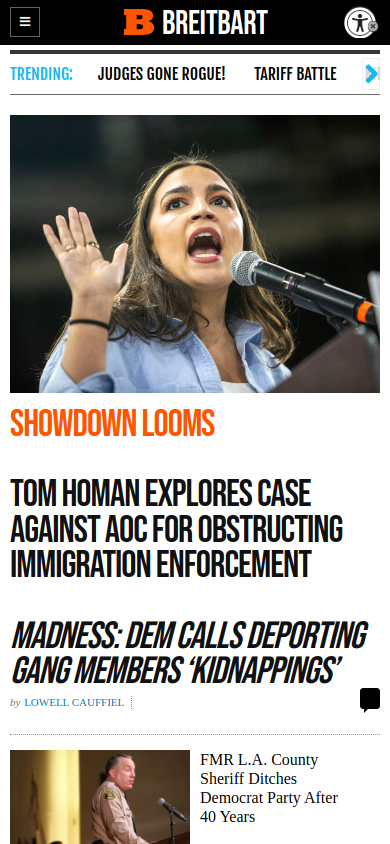 B BREITBART
TRENDING:
JUDGES GONE ROGUE!
TARIFF BATTLE
SHOWDOWN LOOMS
TOM HOMAN EXPLORES CASE
AGAINST AOC FOR OBSTRUCTING
IMMIGRATION ENFORCEMENT
MADNESS: DEM CALLS DEPORTING
GANG MEMBERS ‘KIDNAPPINGS’
by LOWELL CAUFFIEL
FMR L.A. County
Sheriff Ditches
Democrat Party After
40 Years